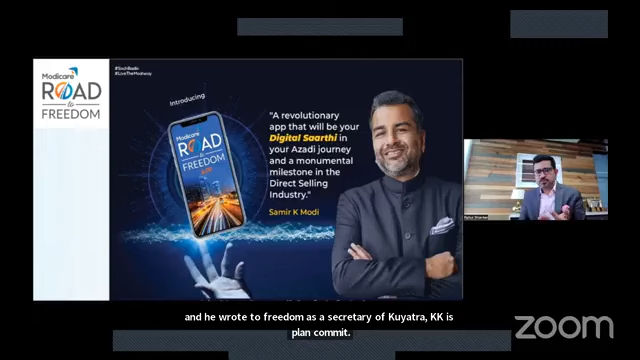 #SochBadlo
#LiveTheModiway
Modicare
ROAD
to
FREEDOM
Introducing
Modicare
ROAD
to
FREEDOM
"A revolutionary
app that will be your
Digital Saarthi in
your Azadi journey
and a monumental
milestone in the
Direct Selling
Industry."
Samir K Modi
and he wrote to freedom as a secretary of Kuyatra, KK is
plan commit.
zoom